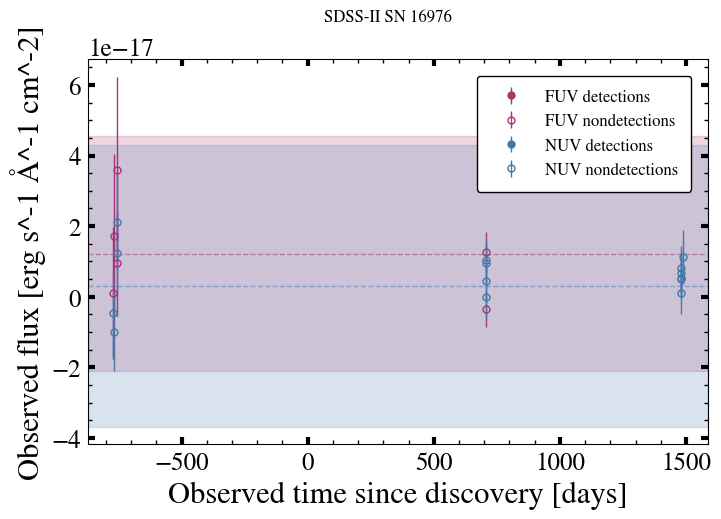 SDSS-II SN 16976
1e−17
Observed flux [erg s^-1 Å^-1 cm^-2]
6
4
2
0
−2
−4
FUV detections
FUV nondetections
NUV detections
NUV nondetections
−500 0 500 1000 1500
Observed time since discovery [days]